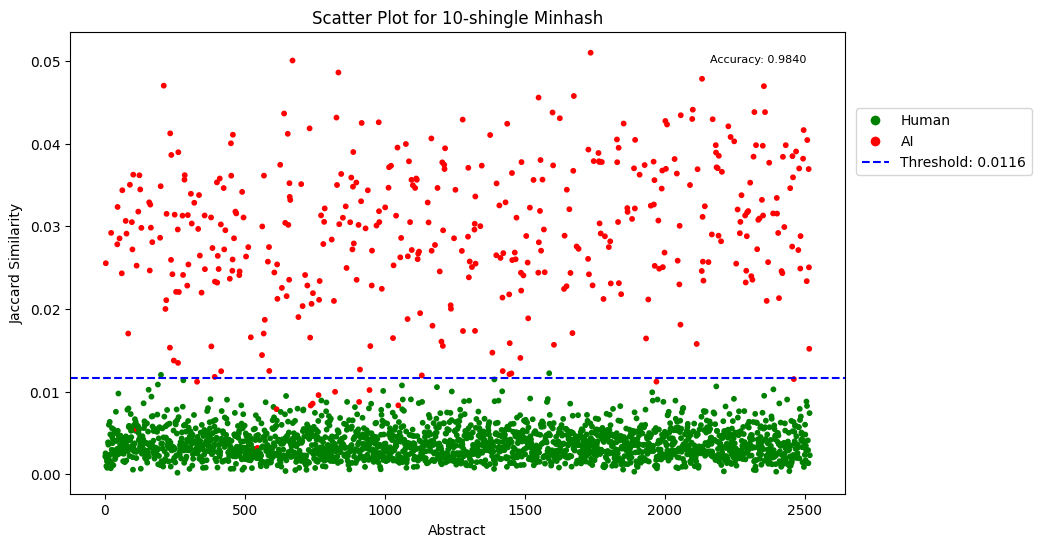 Scatter Plot for 10-shingle Minhash
Accuracy: 0.9840
Human
AI
Threshold: 0.0116
Jaccard Similarity
0.05
0.04
0.03
0.02
0.01
0.00
0
500
1000
1500
2000
2500
Abstract